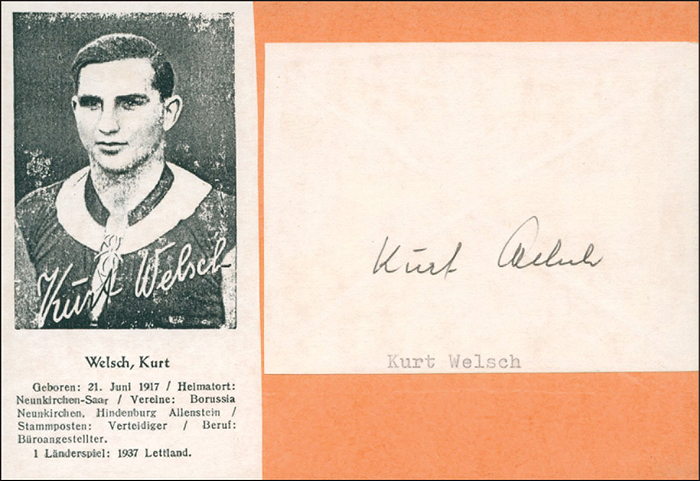 Kurt Welsch
Welsch, Kurt
Geboren: 21. Juni 1917 / Heimatort:
Neunkirchen-Saar / Vereine: Borussia
Neunkirchen, Hindenburg Allenstein /
Stammposten: Verteidiger / Beruf:
Büroangestellter.
1 Länderspiel: 1937 Lettland.
Kurt Welsch
Kurt Welsch